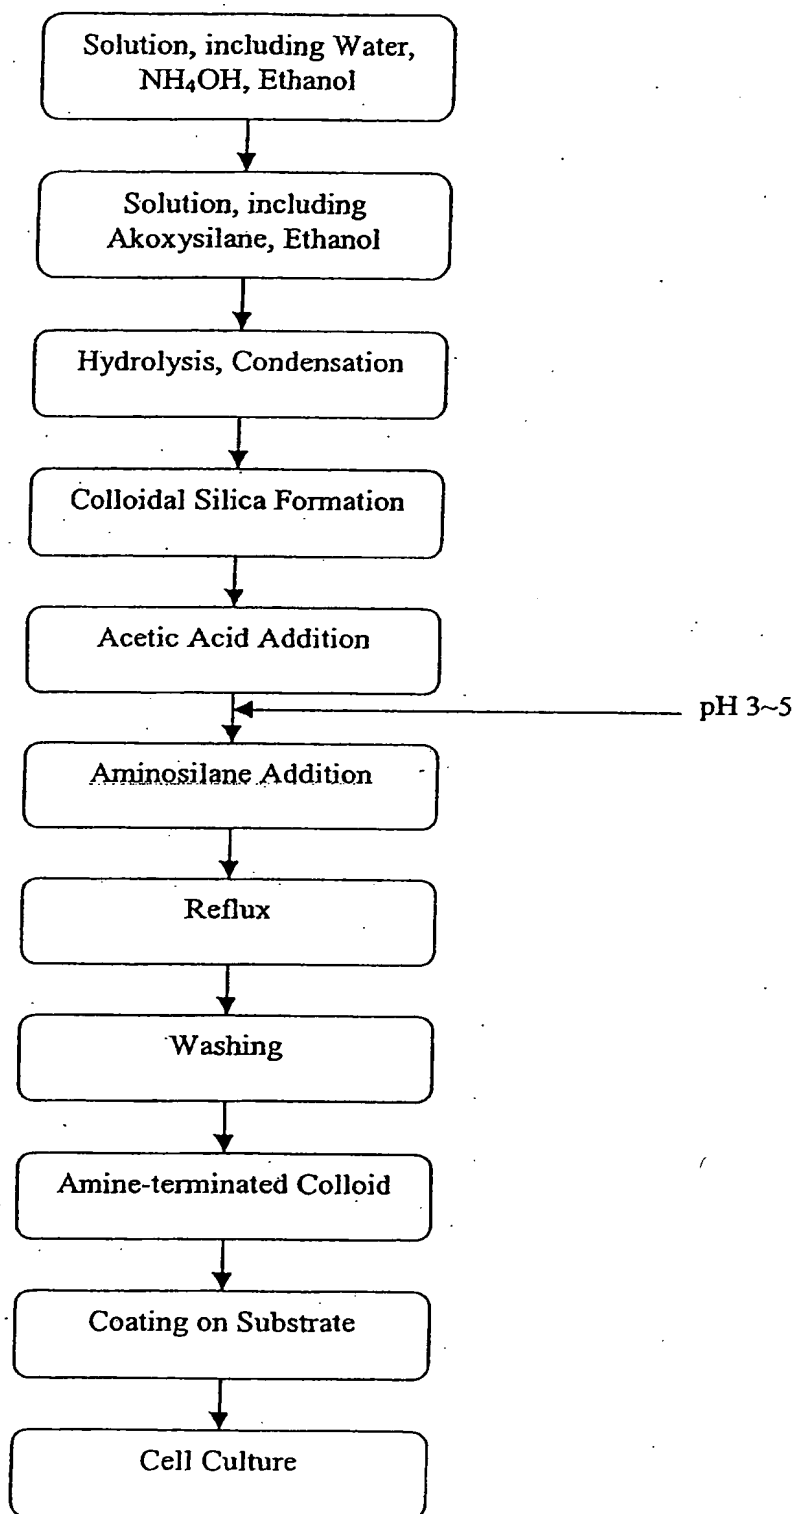 Solution, including Water,
NH₄OH, Ethanol
Solution, including
Akoxysilane, Ethanol
Hydrolysis, Condensation
Colloidal Silica Formation
Acetic Acid Addition
pH 3~5
Aminosilane Addition
Reflux
Washing
Amine-terminated Colloid
Coating on Substrate
Cell Culture